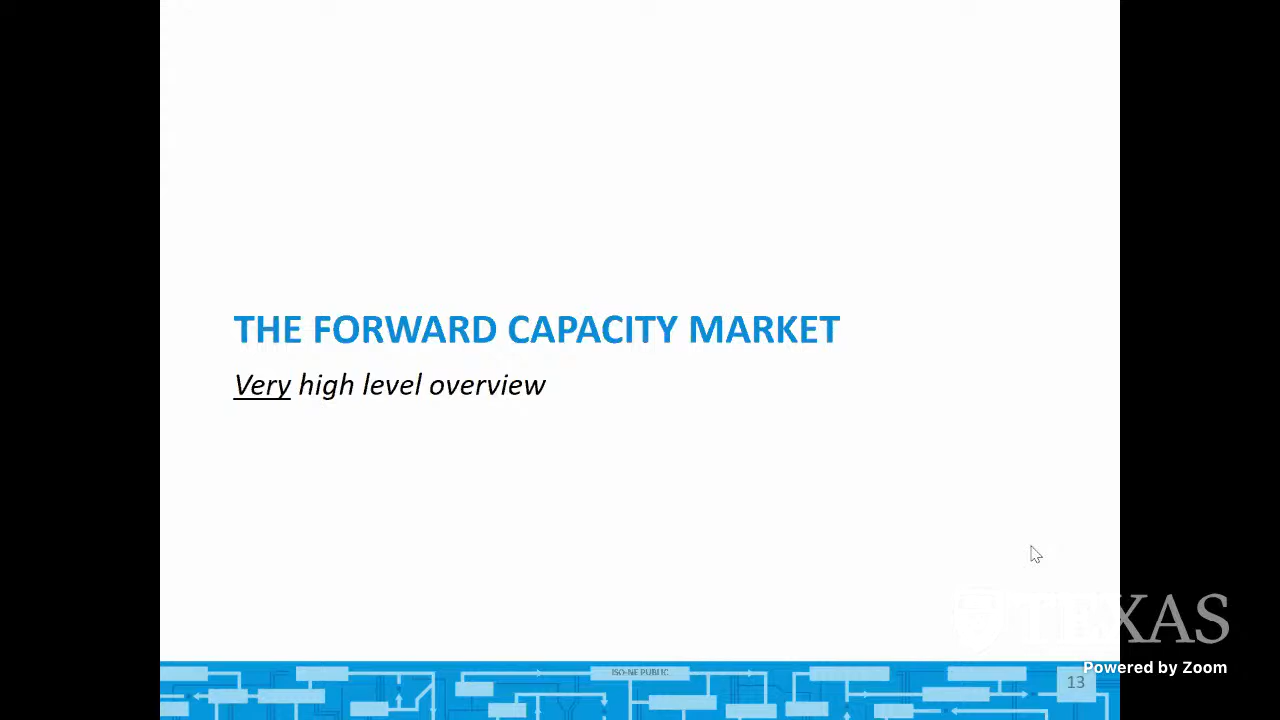 THE FORWARD CAPACITY MARKET
Very high level overview
TEXAS
Powered by Zoom
ISO-NE PUBLIC
13